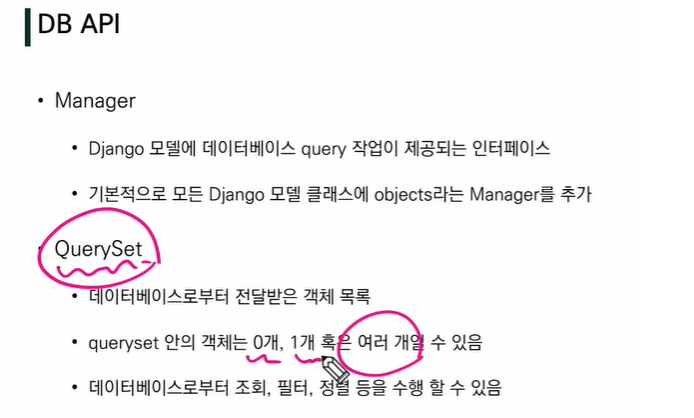 DB API
• Manager
• Django 모델에 데이터베이스 query 작업이 제공되는 인터페이스
• 기본적으로 모든 Django 모델 클래스에 objects라는 Manager를 추가
• QuerySet
• 데이터베이스로부터 전달받은 객체 목록
• queryset 안의 객체는 0개, 1개 혹은 여러 개일 수 있음
• 데이터베이스로부터 조회, 필터, 정렬 등을 수행 할 수 있음